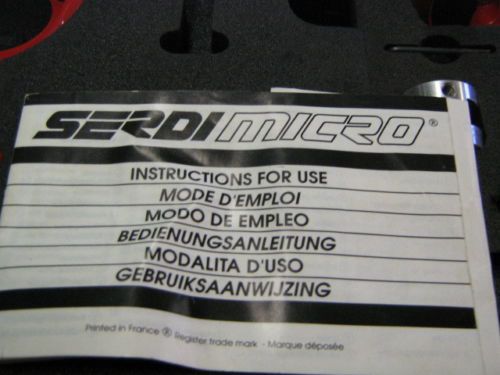 SERDI MICRO®
INSTRUCTIONS FOR USE
MODE D'EMPLOI
MODO DE EMPLEO
BEDIENUNGSANLEITUNG
MODALITA D'USO
GEBRUIKSAANWIJZING
Printed in France ® Register trade mark - Marque déposée